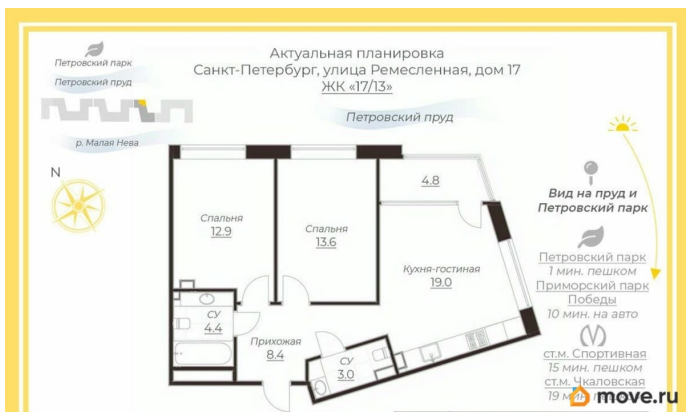 Актуальная планировка
Санкт-Петербург, улица Ремесленная, дом 17
ЖК «17/13»
Петровский парк
Петровский пруд
р. Малая Нева
Петровский пруд
N
4.8
Спальня
12.9
Спальня
13.6
Кухня-гостиная
19.0
СУ
4.4
Прихожая
8.4
СУ
3.0
Вид на пруд и
Петровский парк
Петровский парк
1 мин. пешком
Приморский парк
Победы
10 мин. на авто
ст.м. Спортивная
15 мин. пешком
ст.м. Чкаловская
19 мин. пешком
move.ru